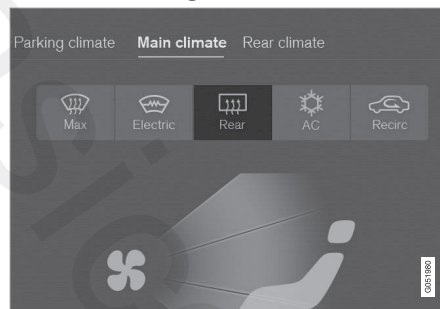 Parking climate Main climate Rear climate
Max Electric Rear AC Recirc
G051980